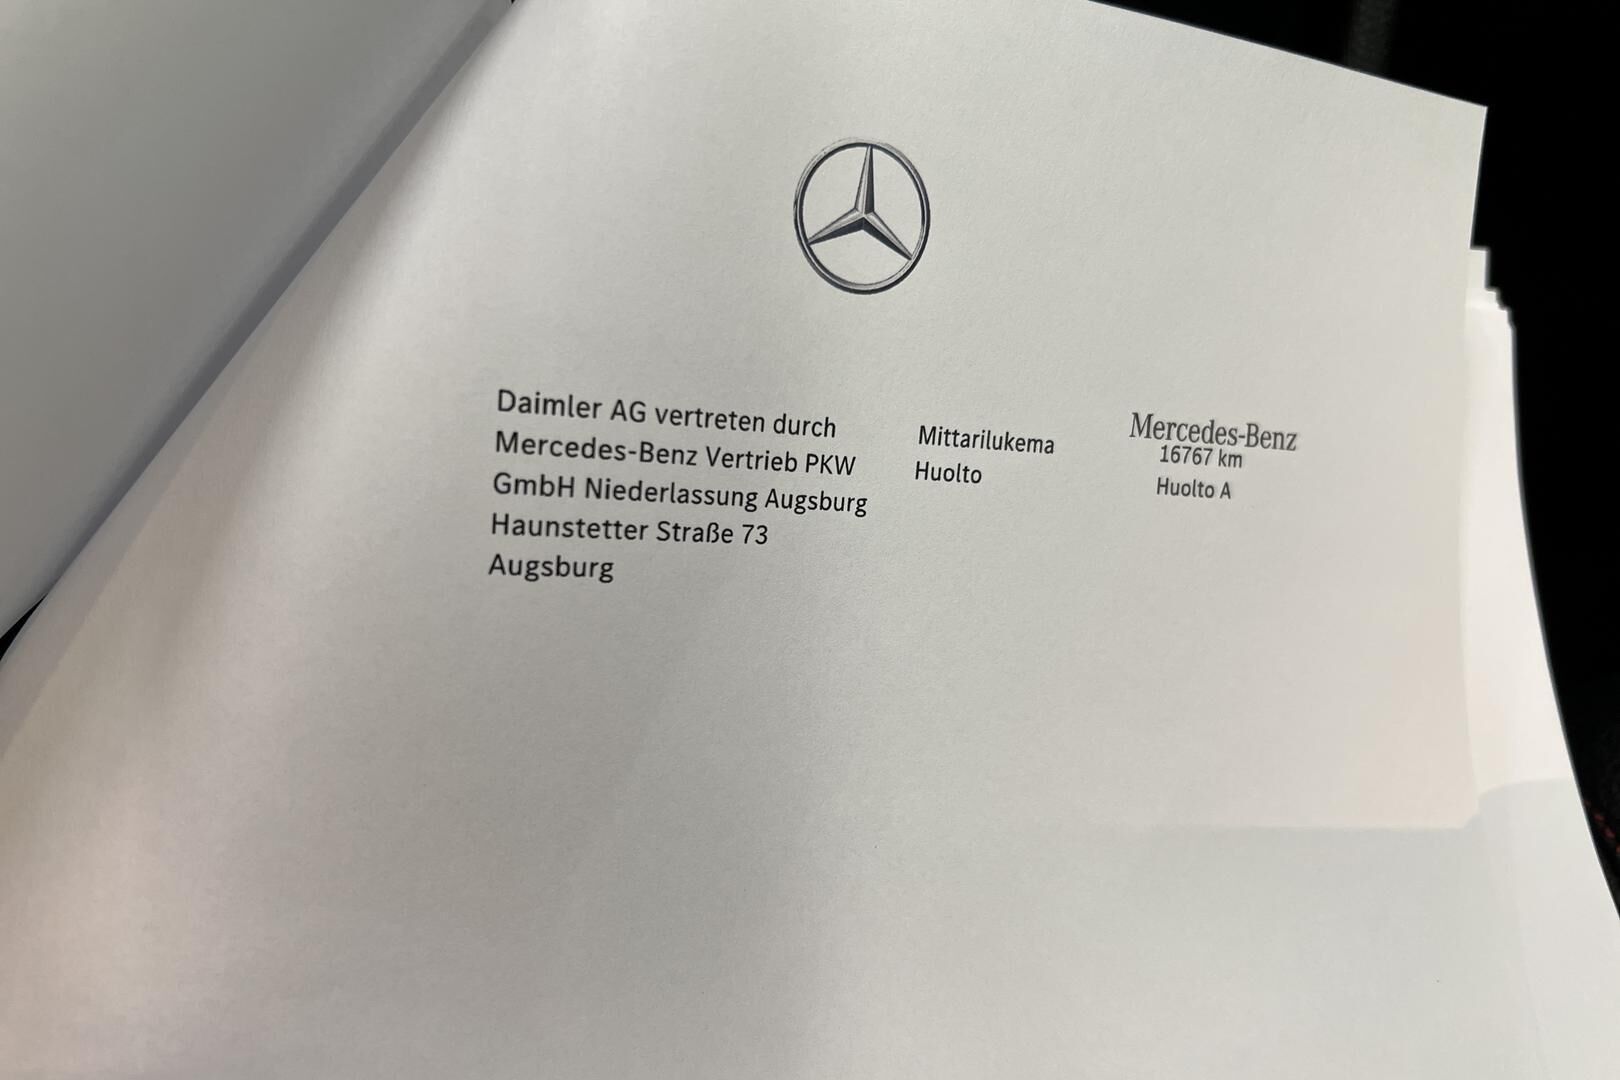 Daimler AG vertreten durch
Mercedes-Benz Vertrieb PKW
GmbH Niederlassung Augsburg
Haunstetter Straße 73
Augsburg
Mittarilukema
Huolto
Mercedes-Benz
16767 km
Huolto A